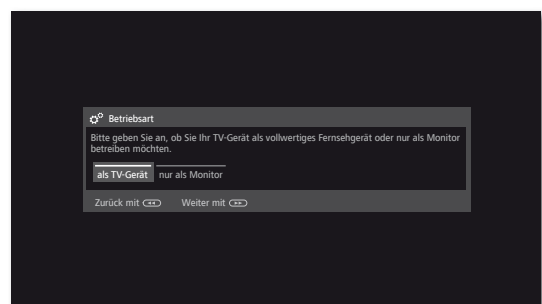 Betriebsart
Bitte geben Sie an, ob Sie Ihr TV-Gerät als vollwertiges Fernsehgerät oder nur als Monitor
betreiben möchten.
als TV-Gerät nur als Monitor
Zurück mit Weiter mit